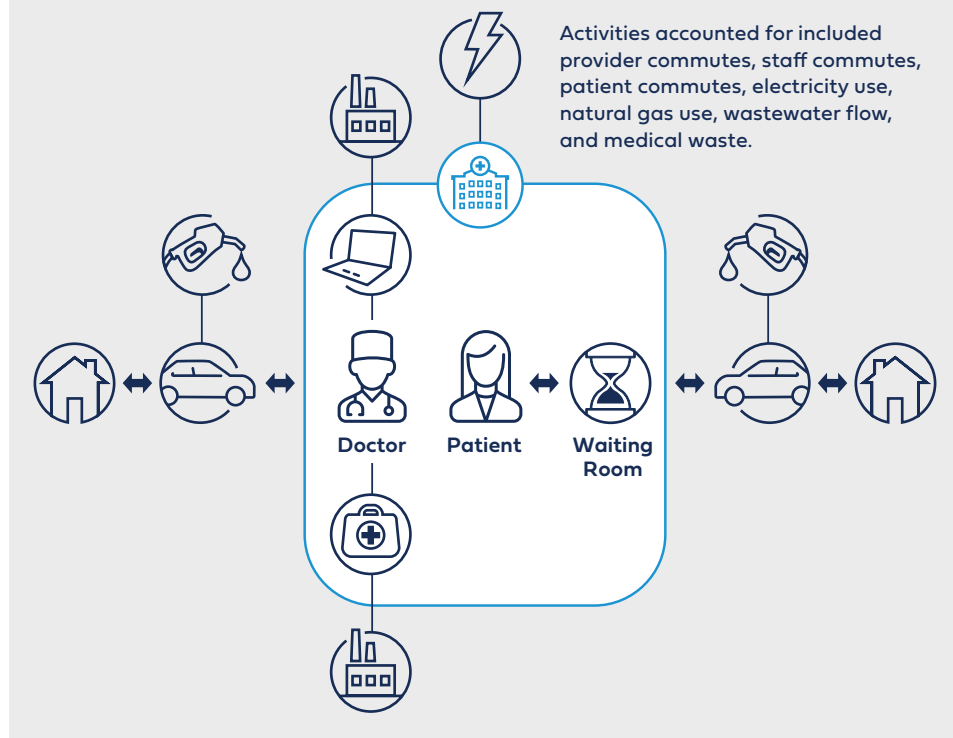 Activities accounted for included
provider commutes, staff commutes,
patient commutes, electricity use,
natural gas use, wastewater flow,
and medical waste.
Doctor
Patient
Waiting
Room